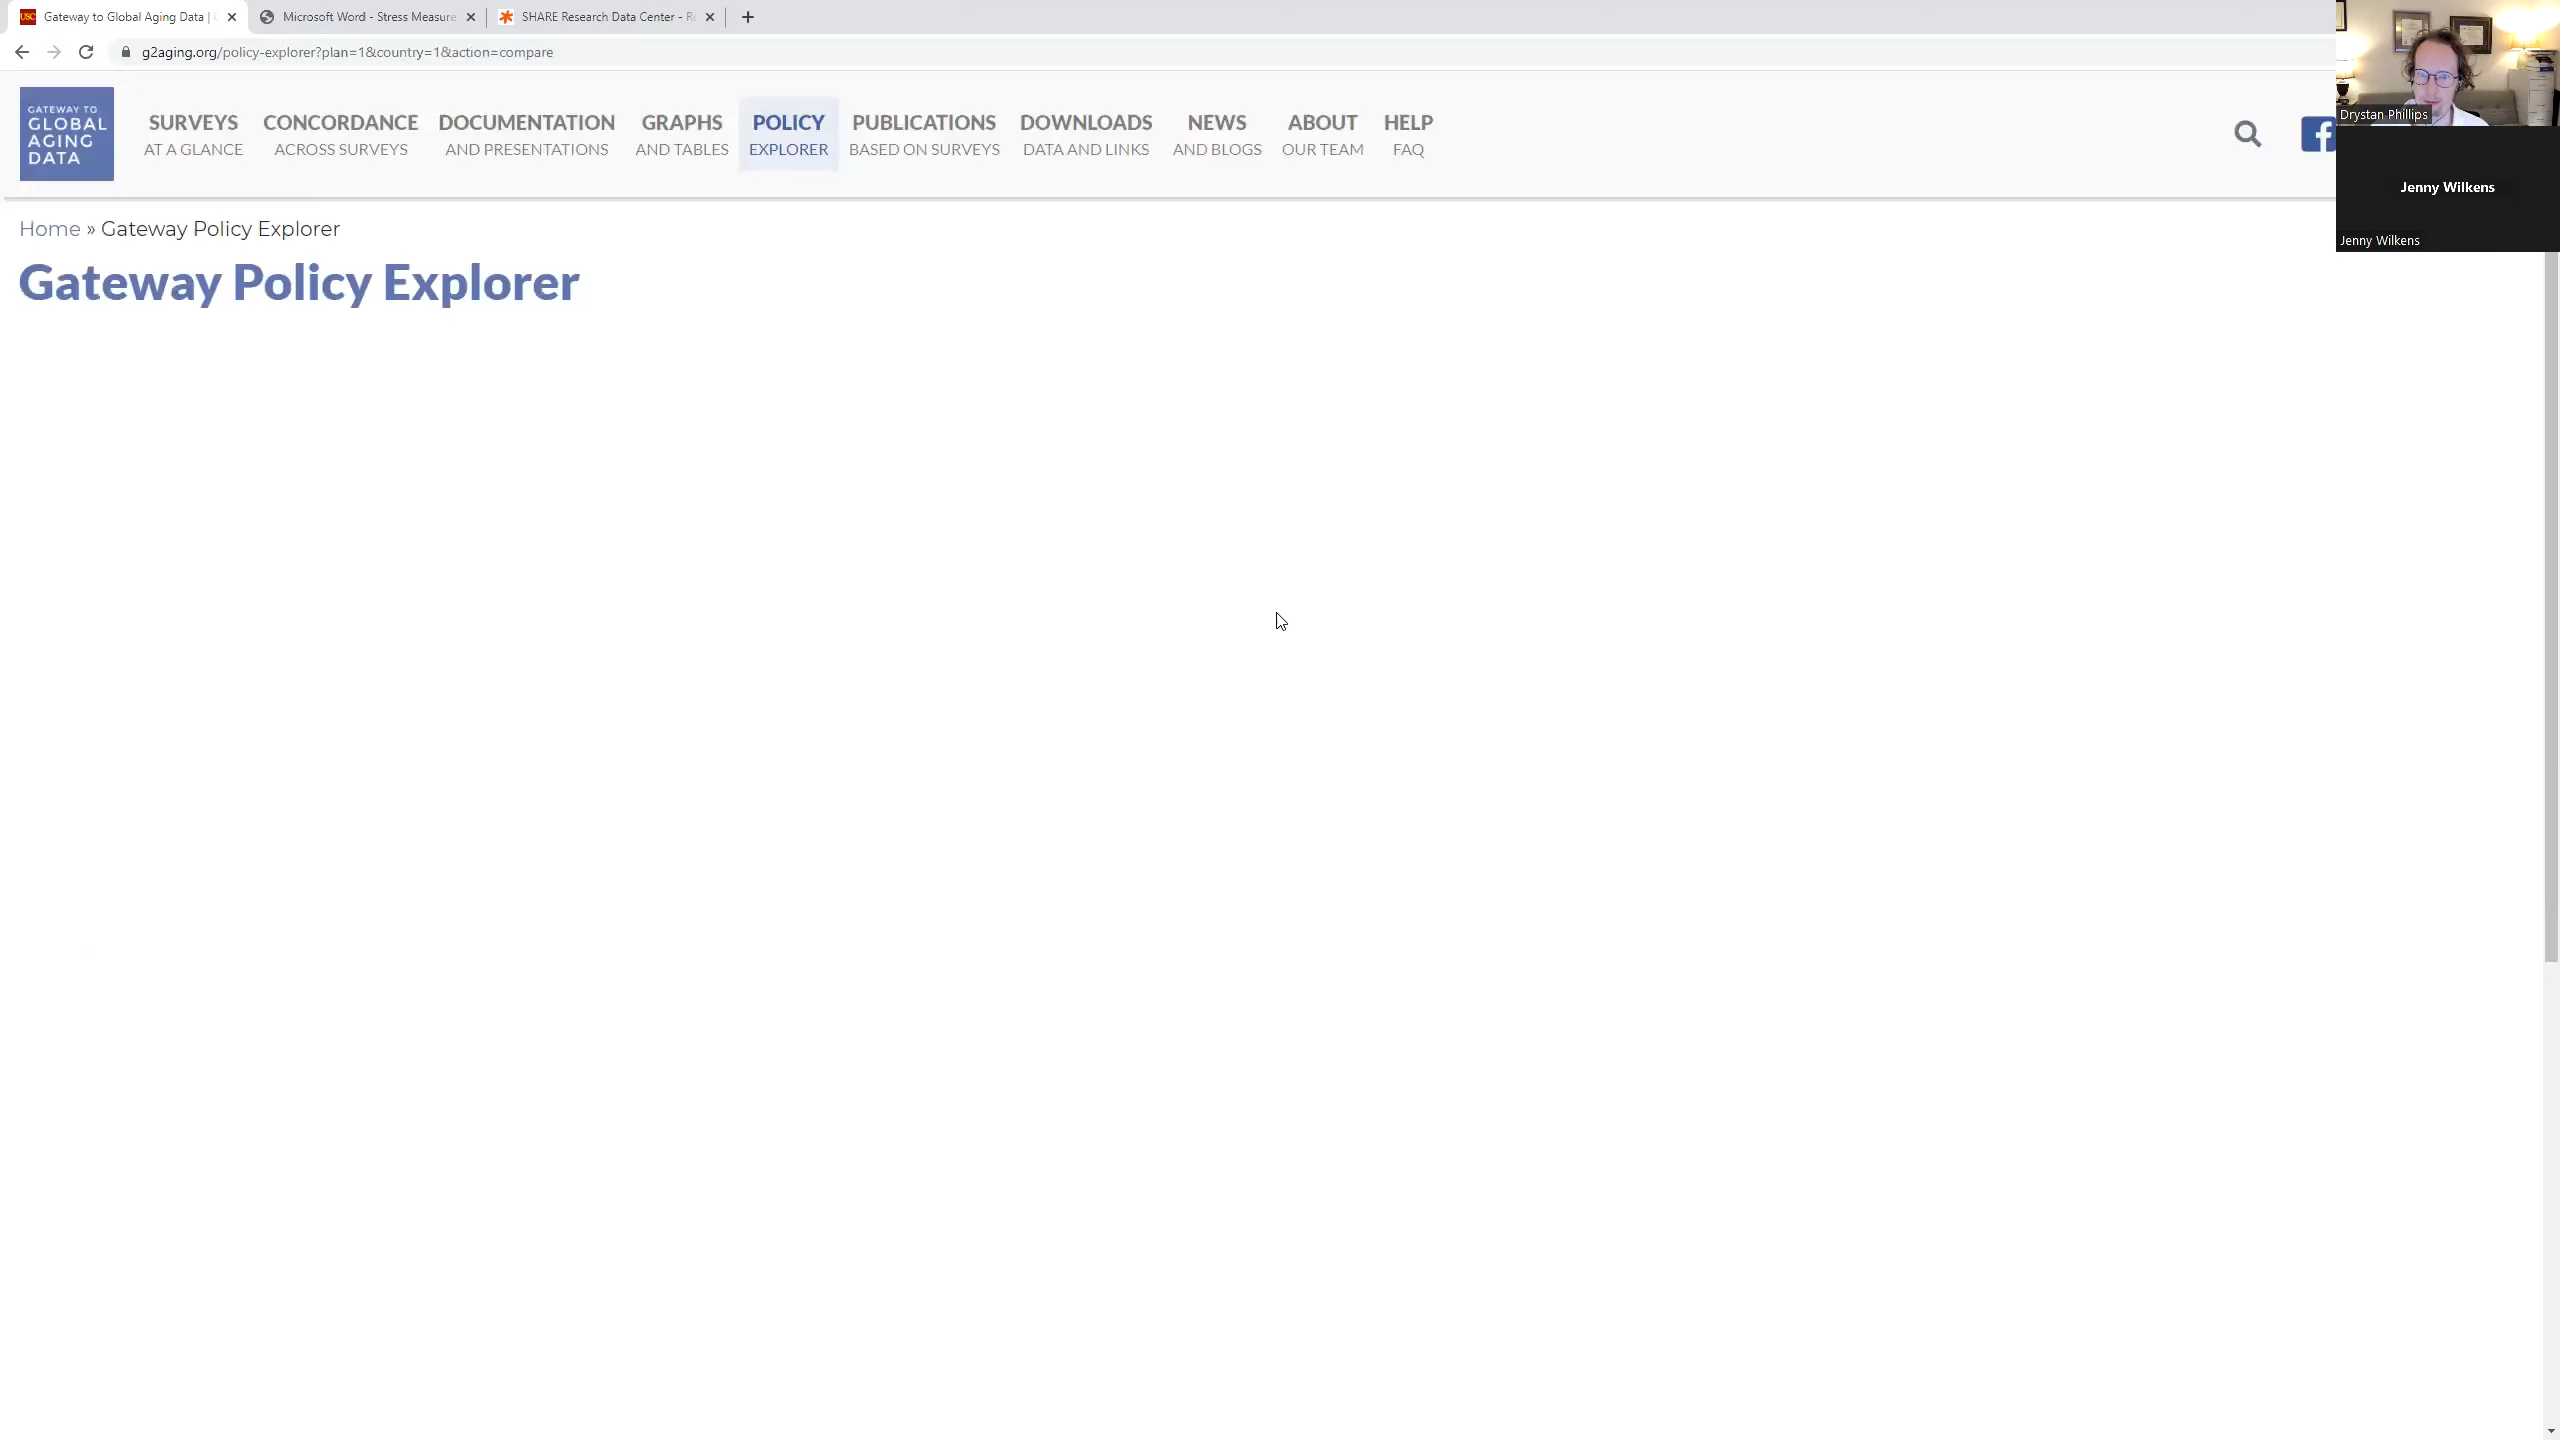 Gateway to Global Aging Data |
Microsoft Word - Stress Measure
SHARE Research Data Center - R
g2aging.org/policy-explorer?plan=1&country=1&action=compare
GATEWAY TO
GLOBAL
AGING
DATA
SURVEYS CONCORDANCE DOCUMENTATION GRAPHS POLICY PUBLICATIONS DOWNLOADS NEWS ABOUT HELP
AT A GLANCE ACROSS SURVEYS AND PRESENTATIONS AND TABLES EXPLORER BASED ON SURVEYS DATA AND LINKS AND BLOGS OUR TEAM FAQ
Home » Gateway Policy Explorer
Gateway Policy Explorer
Drystan Phillips
Jenny Wilkens
Jenny Wilkens